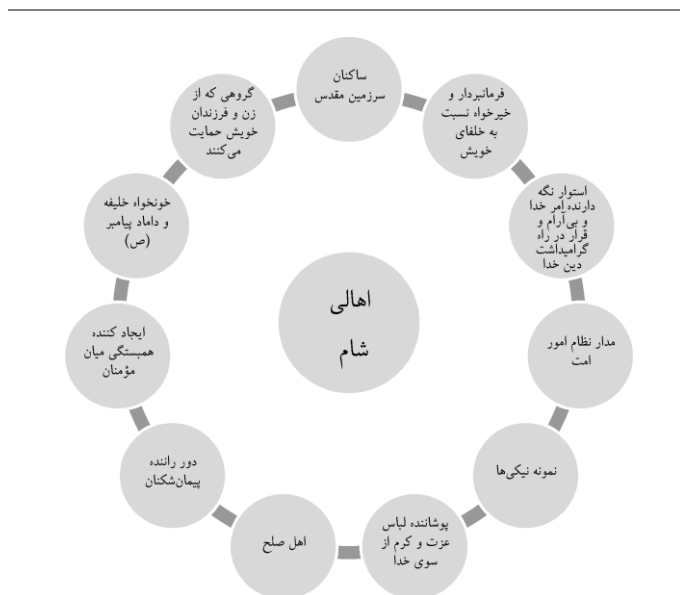 ساکنان
سرزمین مقدس
فرمانبردار و
خیرخواه نسبت
به خلفای
خویش
استوار نگه
دارنده امر خدا
و بی‌آرام و
قرار در راه
گرامیداشت
دین خدا
مدار نظام امور
امت
نمونه نیکی‌ها
پوشاننده لباس
عزت و کرم از
سوی خدا
اهل صلح
دور راننده
پیمان‌شکنان
ایجاد کننده
همبستگی میان
مؤمنان
خونخواه خلیفه
و داماد پیامبر
(ص)
گروهی که از
زن و فرزندان
خویش حمایت
می‌کنند
اهالی
شام